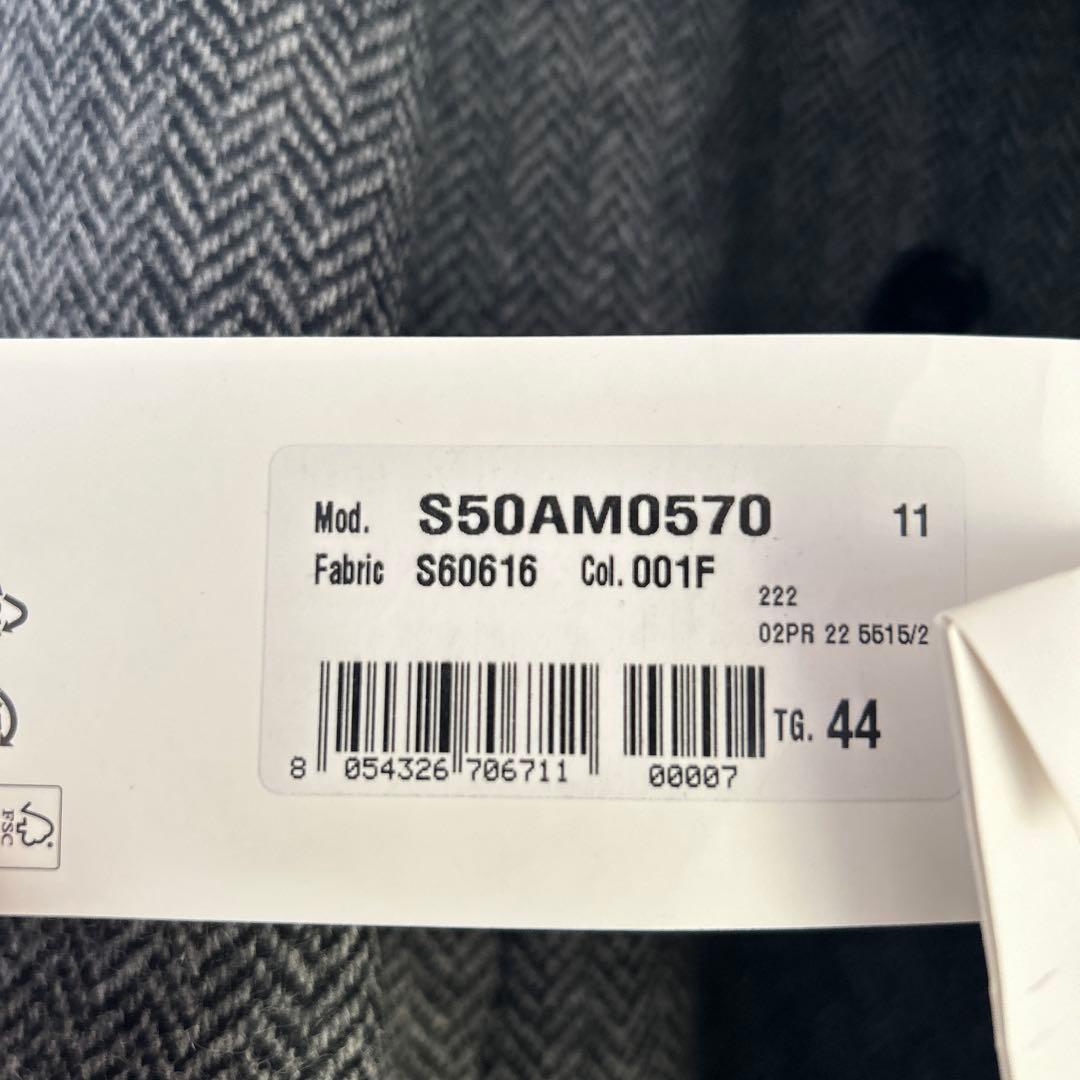 Mod. S50AM0570 11
Fabric S60616 Col. 001F
222
02PR 22 5515/2
TG. 44
8 054326 706711 00007
FSC